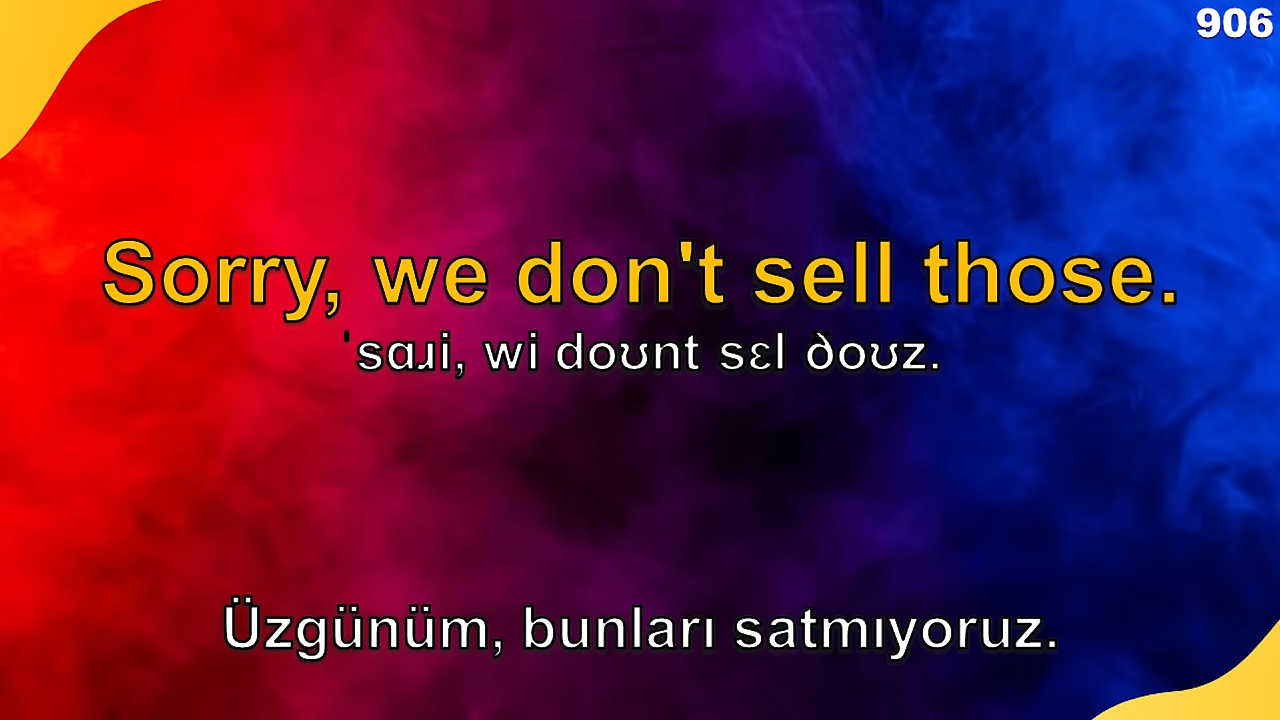 906
Sorry, we don't sell those.
ˈsɑɹi, wi doʊnt sɛl ðoʊz.
Üzgünüm, bunları satmıyoruz.